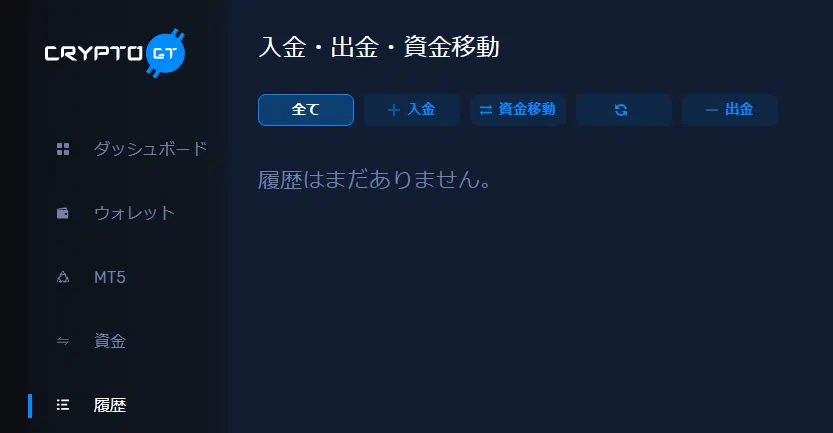 CRYPTO GT
ダッシュボード
ウォレット
MT5
資金
履歴
入金・出金・資金移動
全て
入金
資金移動
出金
履歴はまだありません。